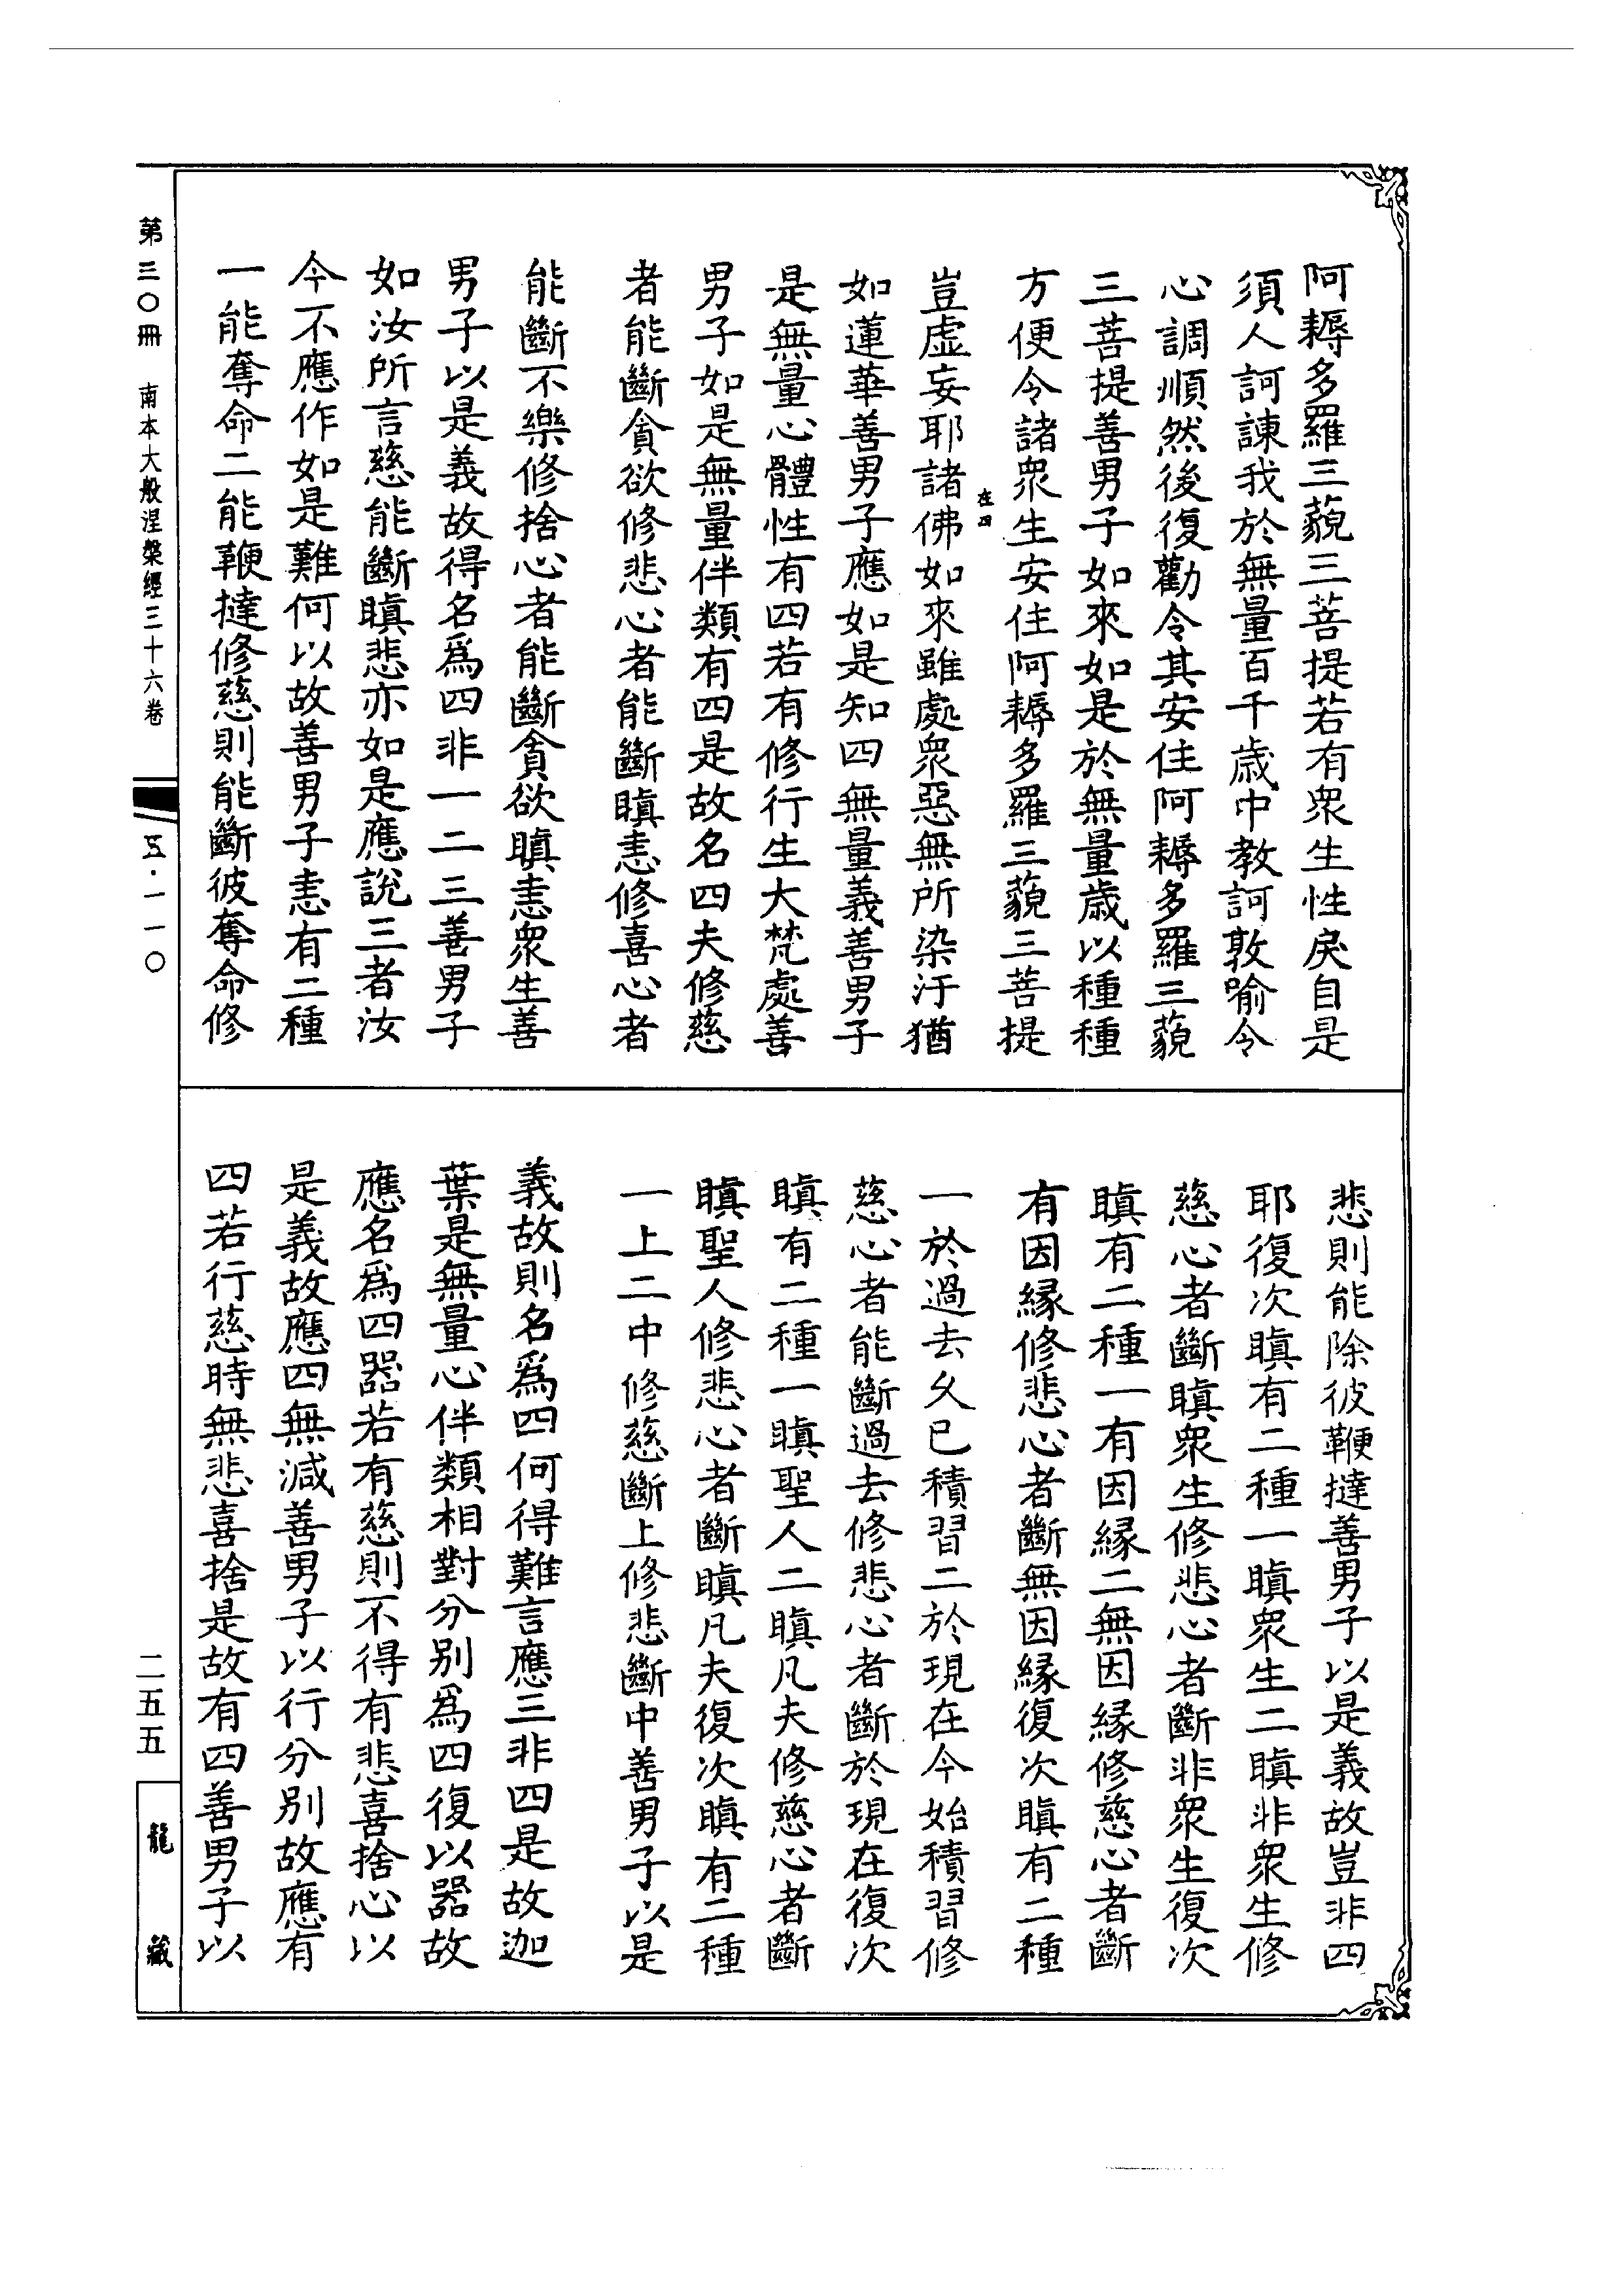 阿耨多羅三藐三菩提若有眾生性戾自是
須人訶諫我於無量百千歲中教訶敦喻令
心調順然後復勸令其安住阿耨多羅三藐
三菩提善男子如來如是於無量歲以種種
方便令諸眾生安住阿耨多羅三藐三菩提
豈虛妄耶諸佛如來雖處眾惡無所染汙猶
如蓮華善男子應如是知四無量義善男子
是無量心體性有四若有修行生大梵處善
男子如是無量伴類有四是故名四夫修慈
者能斷貪欲修悲心者能斷瞋恚修喜心者
能斷不樂修捨心者能斷貪欲瞋恚眾生善
男子以是義故得名為四非一二三善男子
如汝所言慈能斷瞋悲亦如是應說三者汝
今不應作如是難何以故善男子恚有二種
一能奪命二能鞭撻修慈則能斷彼奪命修
悲則能除彼鞭撻善男子以是義故豈非四
耶復次瞋有二種一瞋眾生二瞋非眾生修
慈心者斷瞋眾生修悲心者斷非眾生復次
瞋有二種一有因緣二無因緣修慈心者斷
有因緣修悲心者斷無因緣復次瞋有二種
一於過去久已積習二於現在今始積習修
慈心者能斷過去修悲心者斷於現在復次
瞋有二種一瞋聖人二瞋凡夫修慈心者斷
瞋聖人修悲心者斷瞋凡夫復次瞋有二種
一上二中修慈斷上修悲斷中善男子以是
義故則名為四何得難言應三非四是故迦
葉是無量心伴類相對分別為四復以器故
應名為四器若有慈則不得有悲喜捨心以
是義故應四無減善男子以行分別故應有
四若行慈時無悲喜捨是故有四善男子以
第三〇冊 南本大般涅槃經三十六卷
五·一一〇
二五五
龍藏